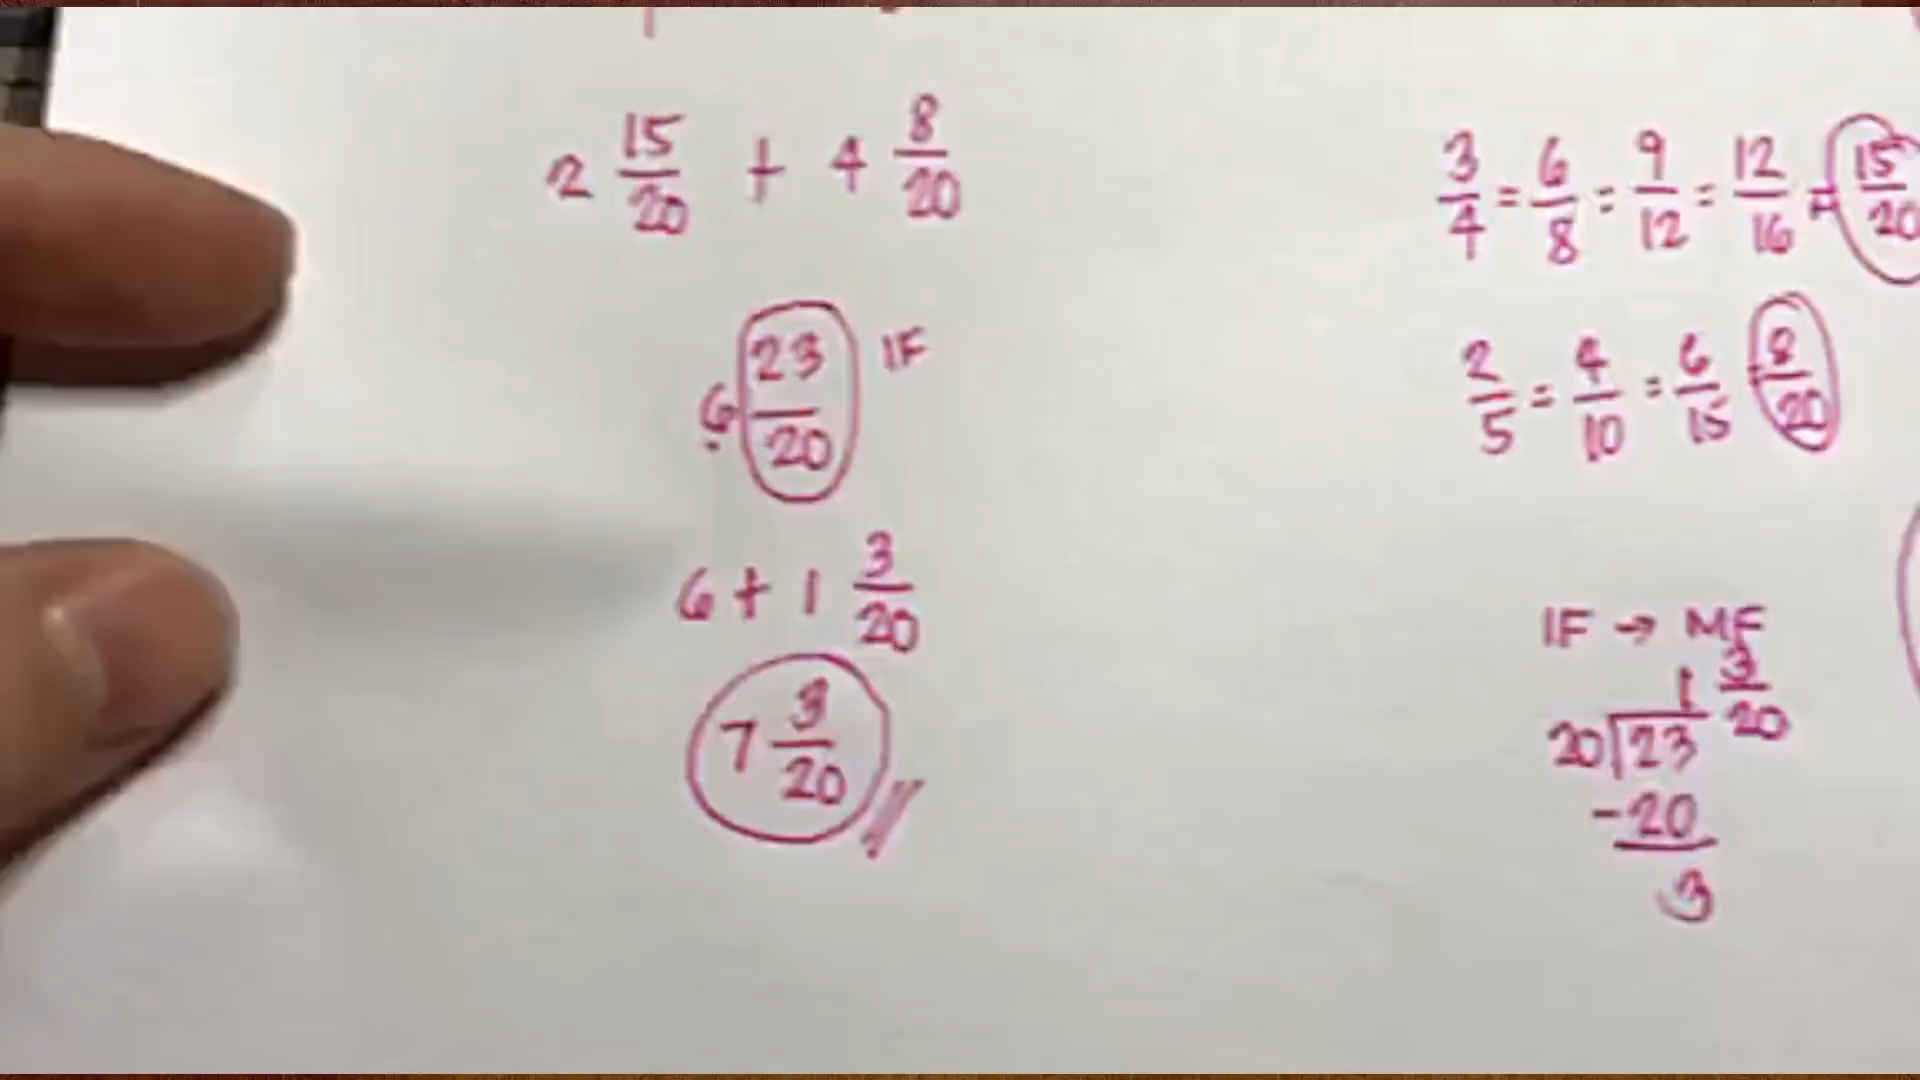 2 15/20 + 4 8/20
6 23/20 IF
6 + 1 3/20
7 3/20
3/4 = 6/8 = 9/12 = 12/16 = 15/20
2/5 = 4/10 = 6/15 8/20
IF → MF
1 3/20
20 23
-20
3